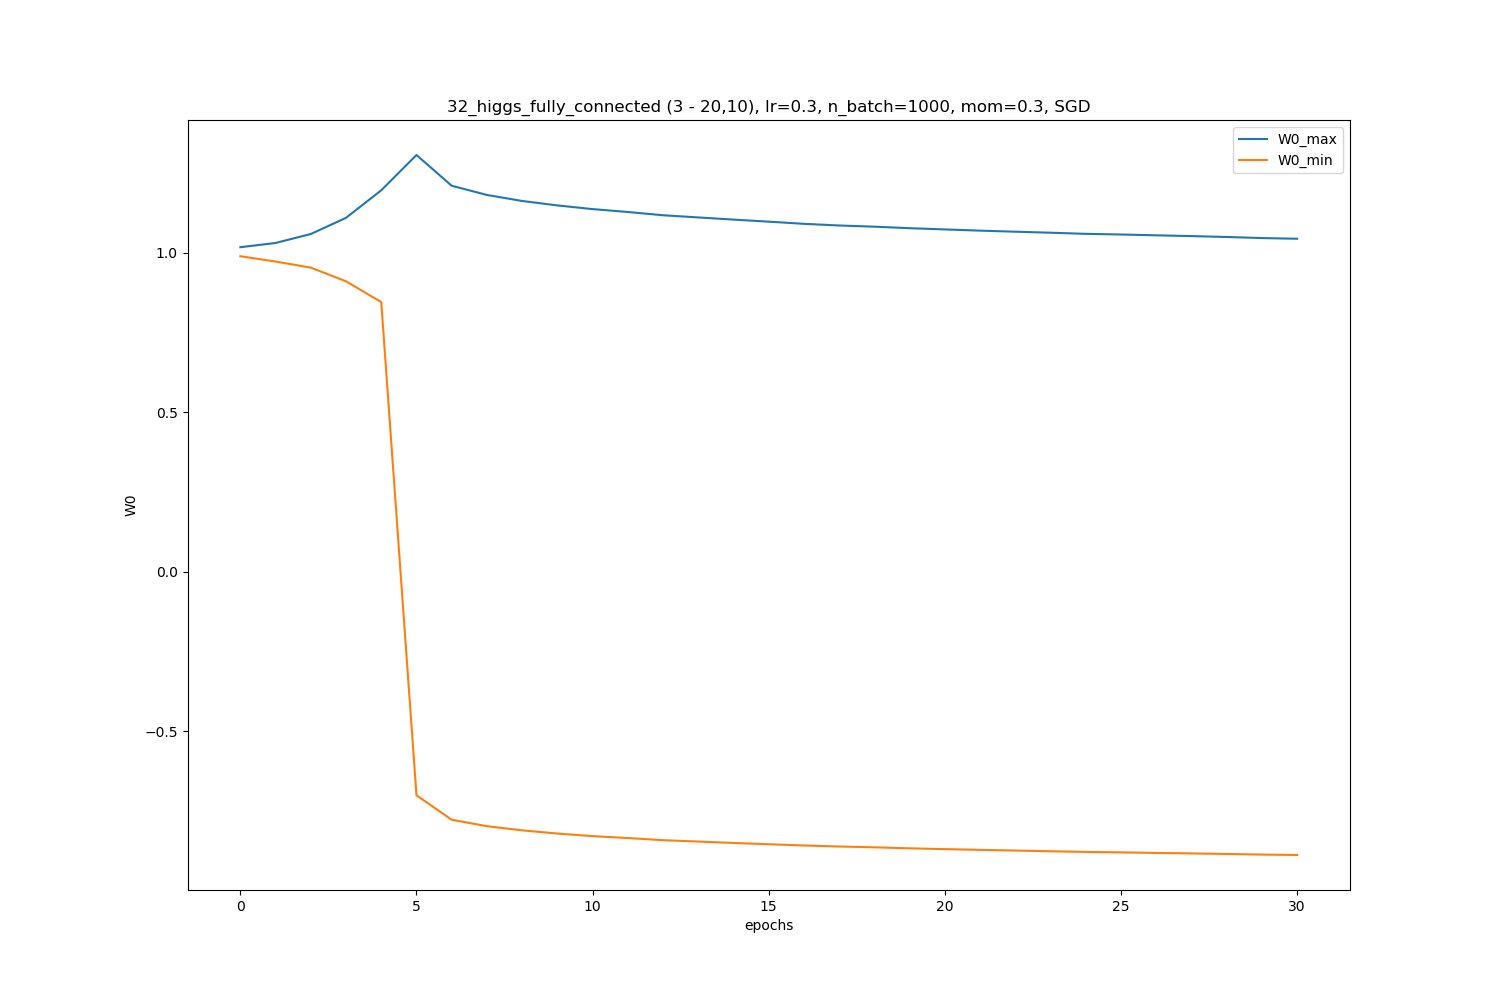 32_higgs_fully_connected (3 - 20,10), lr=0.3, n_batch=1000, mom=0.3, SGD
W0_max
W0_min
1.0
0.5
0.0
−0.5
W0
0 5 10 15 20 25 30
epochs